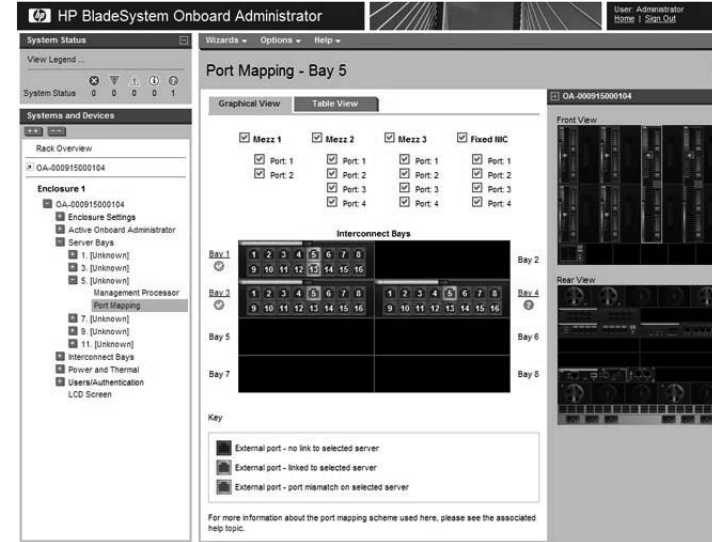 HP BladeSystem Onboard Administrator
User: Administrator
Home | Sign Out
System Status
View Legend ...
System Status 0 0 0 0 1
Systems and Devices
Rack Overview
OA-000915000104
Enclosure 1
OA-000915000104
Enclosure Settings
Active Onboard Administrator
Server Bays
1. [Unknown]
3. [Unknown]
5. [Unknown]
Management Processor
Port Mapping
7. [Unknown]
9. [Unknown]
11. [Unknown]
Interconnect Bays
Power and Thermal
Users/Authentication
LCD Screen
Wizards Options Help
Port Mapping - Bay 5
Graphical View Table View
Mezz 1 Mezz 2 Mezz 3 Fixed NIC
Port: 1 Port: 1 Port: 1 Port: 1
Port: 2 Port: 2 Port: 2 Port: 2
Port: 3 Port: 3 Port: 3
Port: 4 Port: 4 Port: 4
Interconnect Bays
Bay 1 1 2 3 4 5 6 7 8 Bay 2
9 10 11 12 13 14 15 16
Bay 3 1 2 3 4 5 6 7 8 1 2 3 4 5 6 7 8 Bay 4
9 10 11 12 13 14 15 16 9 10 11 12 13 14 15 16
Bay 5 Bay 6
Bay 7 Bay 8
Key
External port - no link to selected server
External port - linked to selected server
External port - port mismatch on selected server
For more information about the port mapping scheme used here, please see the associated
help topic.
OA-000915000104
Front View
Rear View